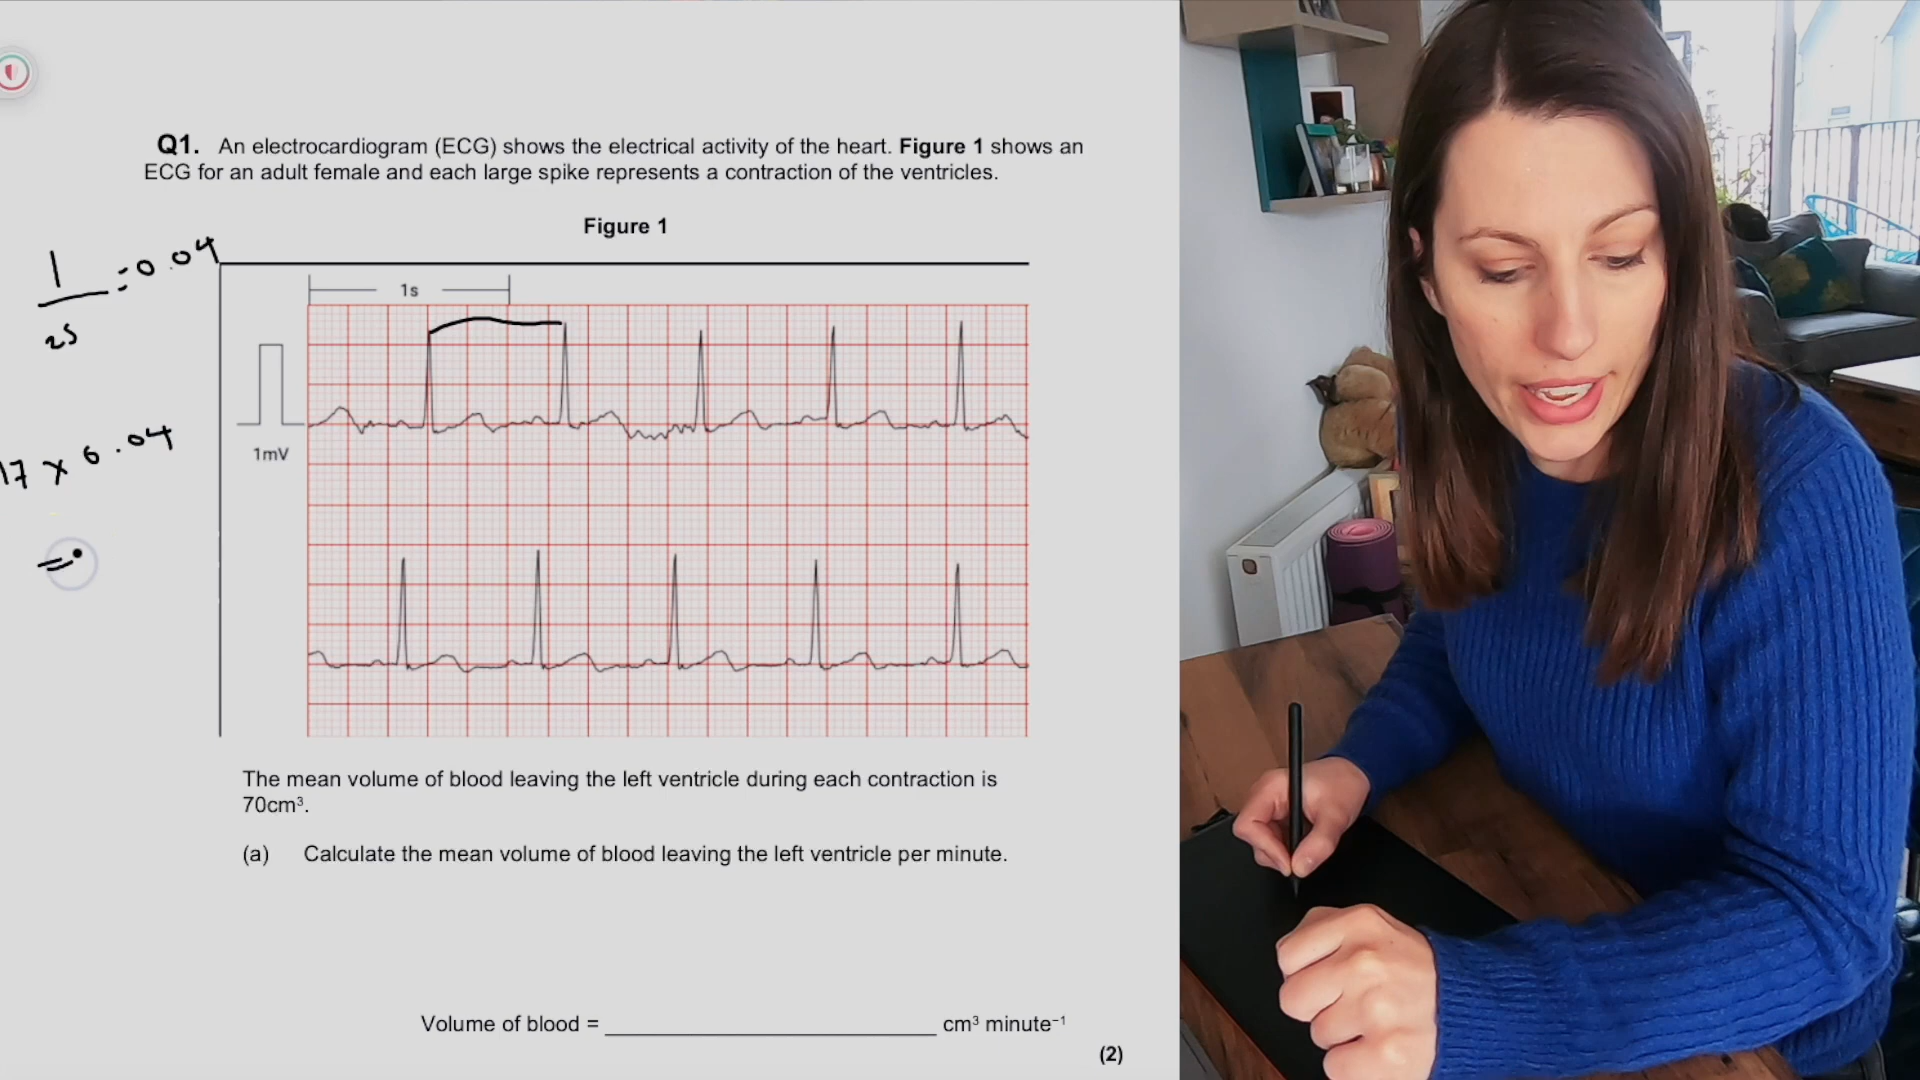 Q1. An electrocardiogram (ECG) shows the electrical activity of the heart. Figure 1 shows an
ECG for an adult female and each large spike represents a contraction of the ventricles.
Figure 1
1/25 = 0.04
1s
17 x 0.04
1mV
=
The mean volume of blood leaving the left ventricle during each contraction is
70cm³.
(a) Calculate the mean volume of blood leaving the left ventricle per minute.
Volume of blood = ____________________ cm³ minute⁻¹
(2)